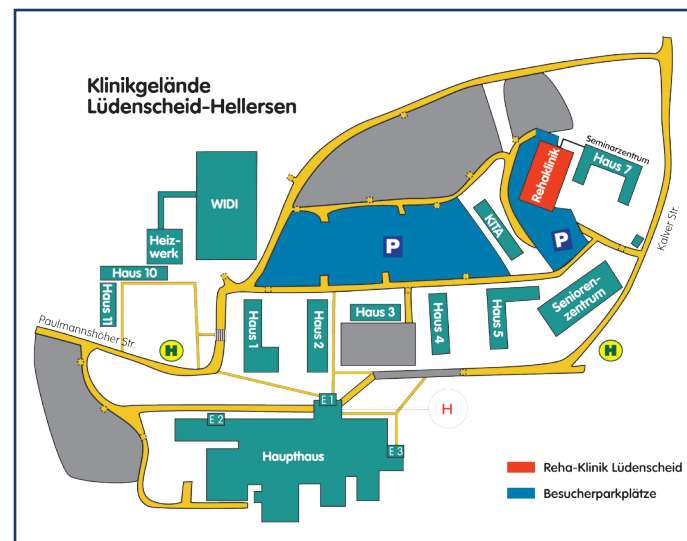 Klinikgelände
Lüdenscheid-Hellersen
Seminarzentrum
Haus 7
Rehaklinik
WIDI
KITA
P
P
Heiz-
werk
Haus 10
Haus 11
Kalver Str.
Senioren-
zentrum
Paulmannshöher Str.
H
Haus 1
Haus 2
Haus 3
Haus 4
Haus 5
H
E 1
H
E 2
Haupthaus
E 3
Reha-Klinik Lüdenscheid
Besucherparkplätze